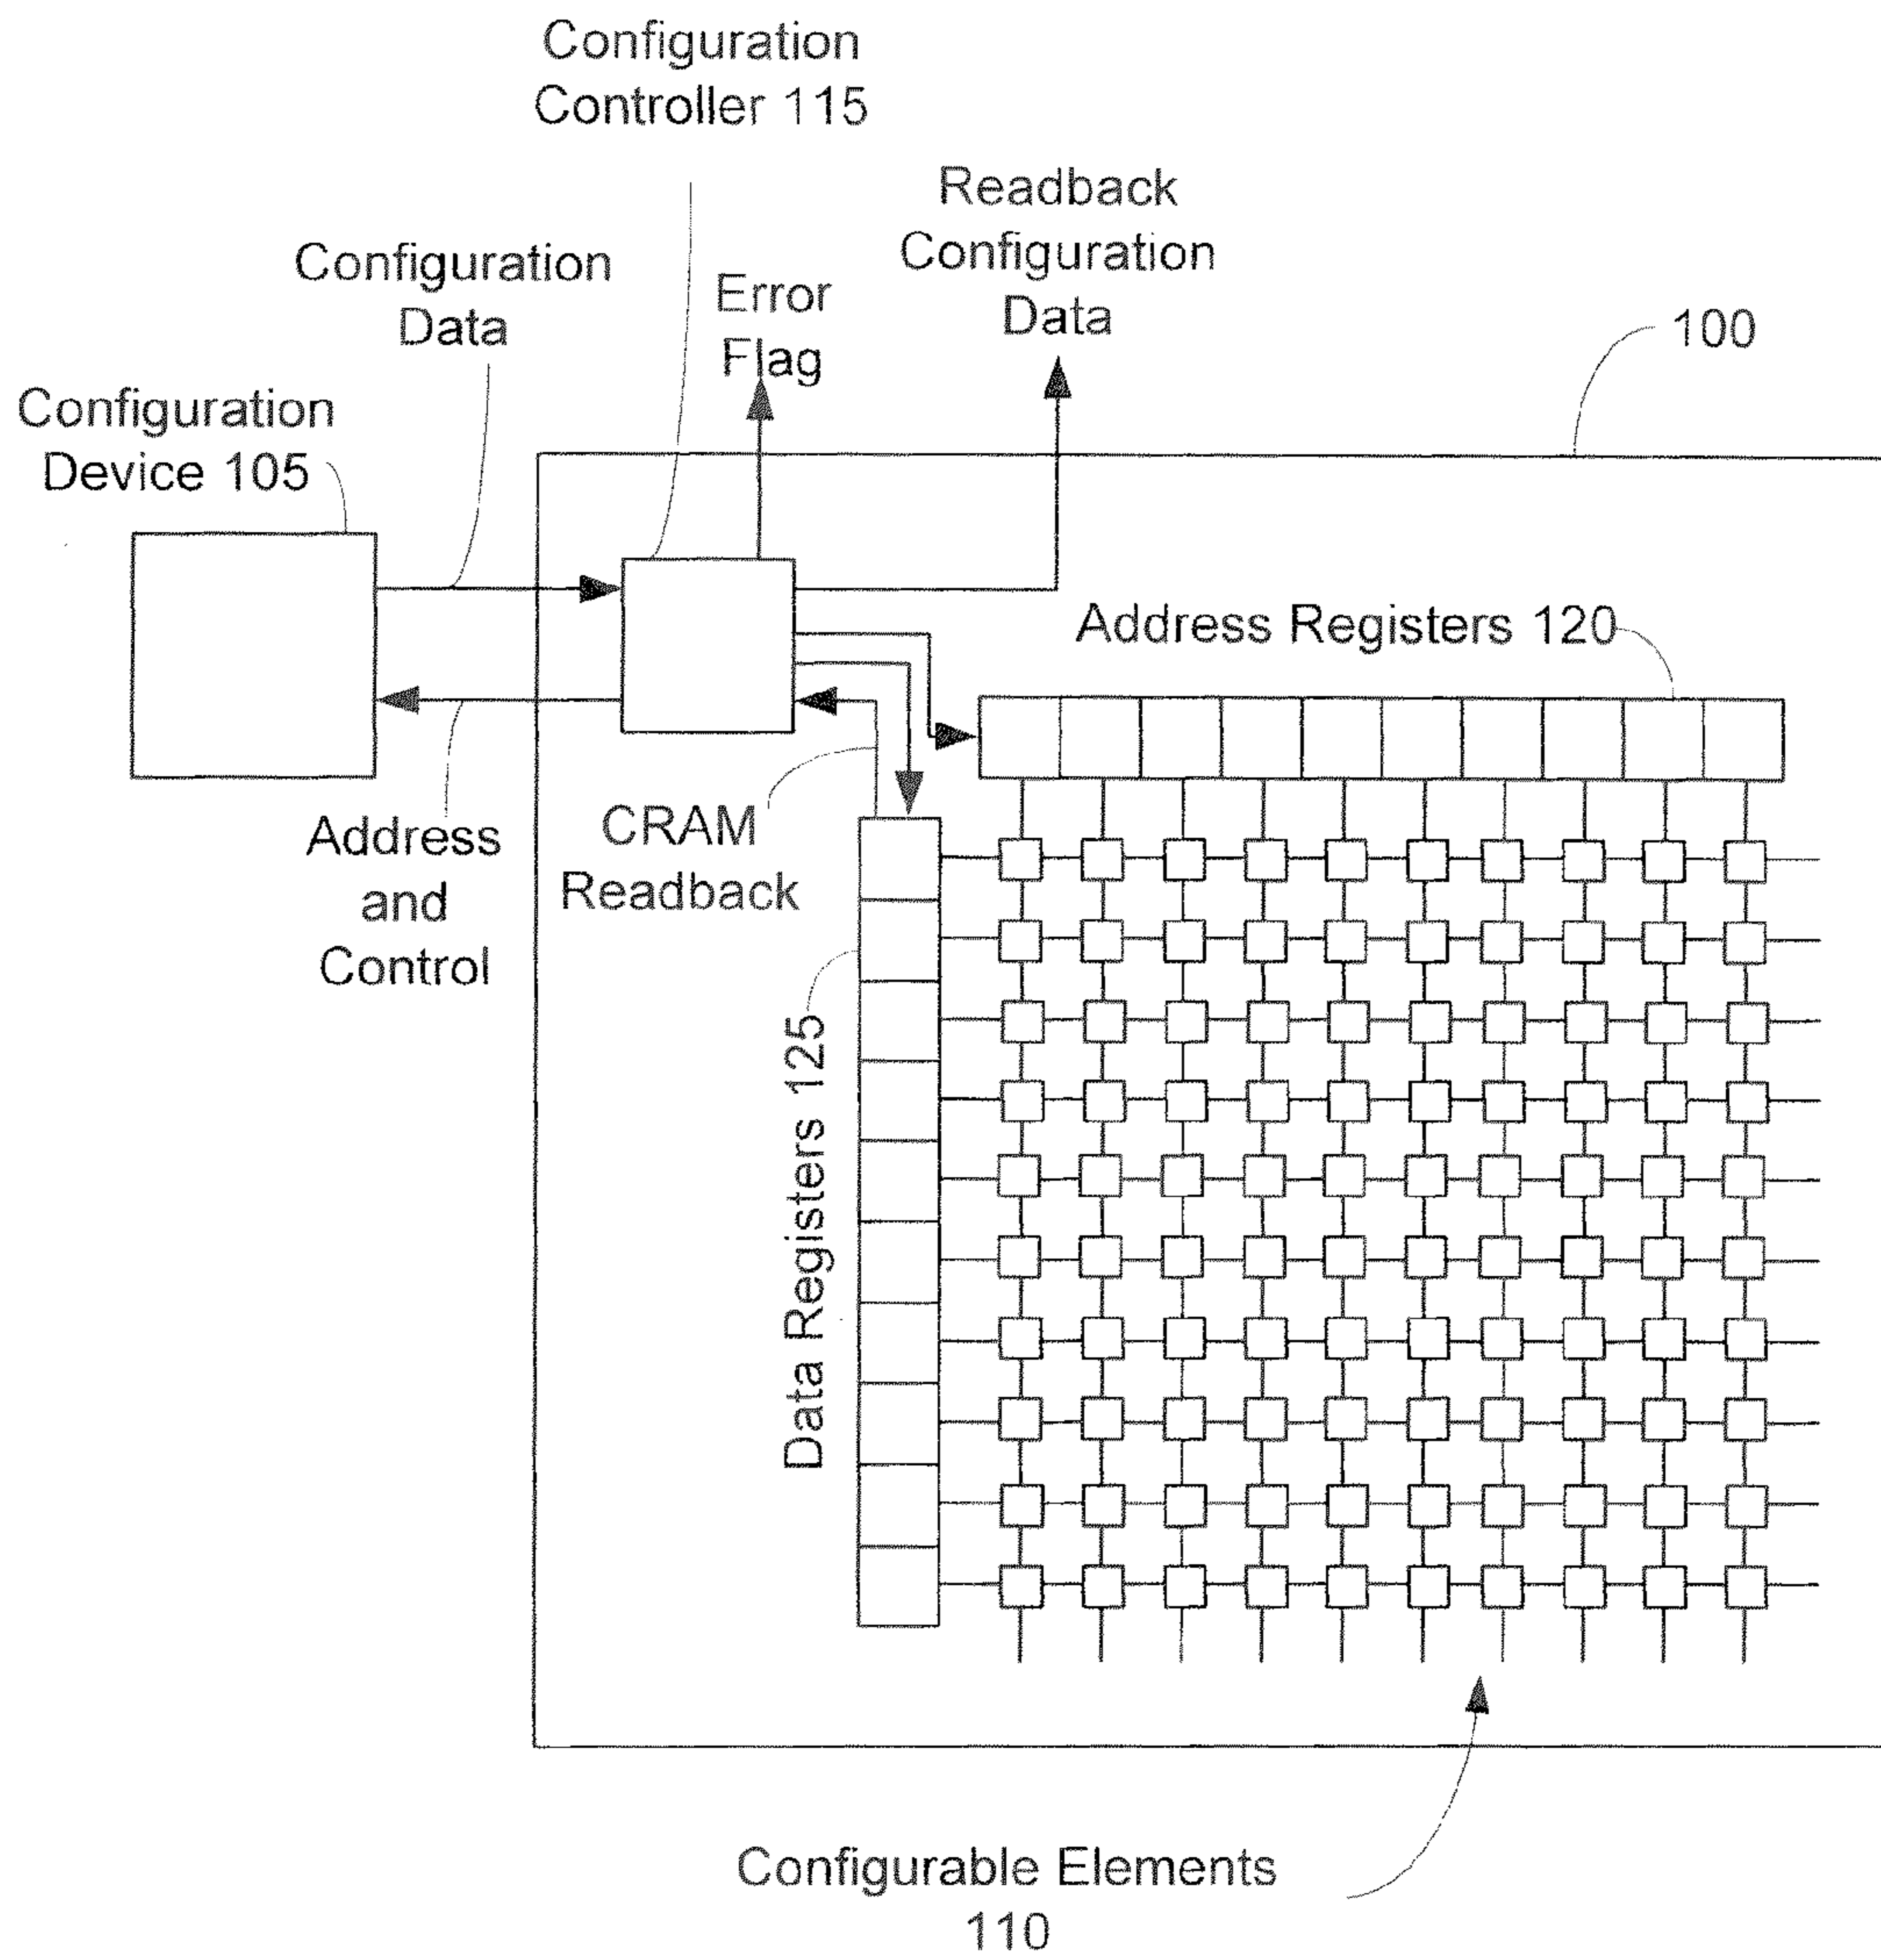 Configuration
Controller 115
Readback
Configuration
Data
Configuration
Data
Error
Flag
100
Configuration
Device 105
Address Registers 120
Address
and
Control
CRAM
Readback
Data Registers 125
Configurable Elements
110